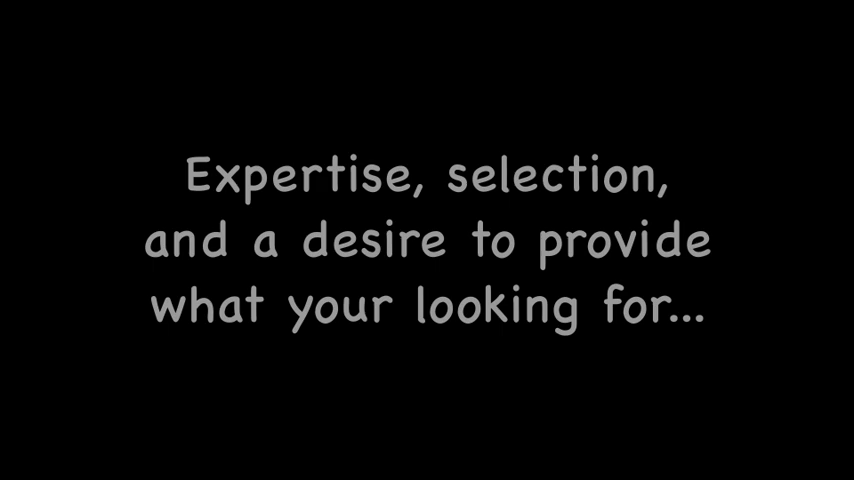 Expertise, selection,
and a desire to provide
what your looking for...